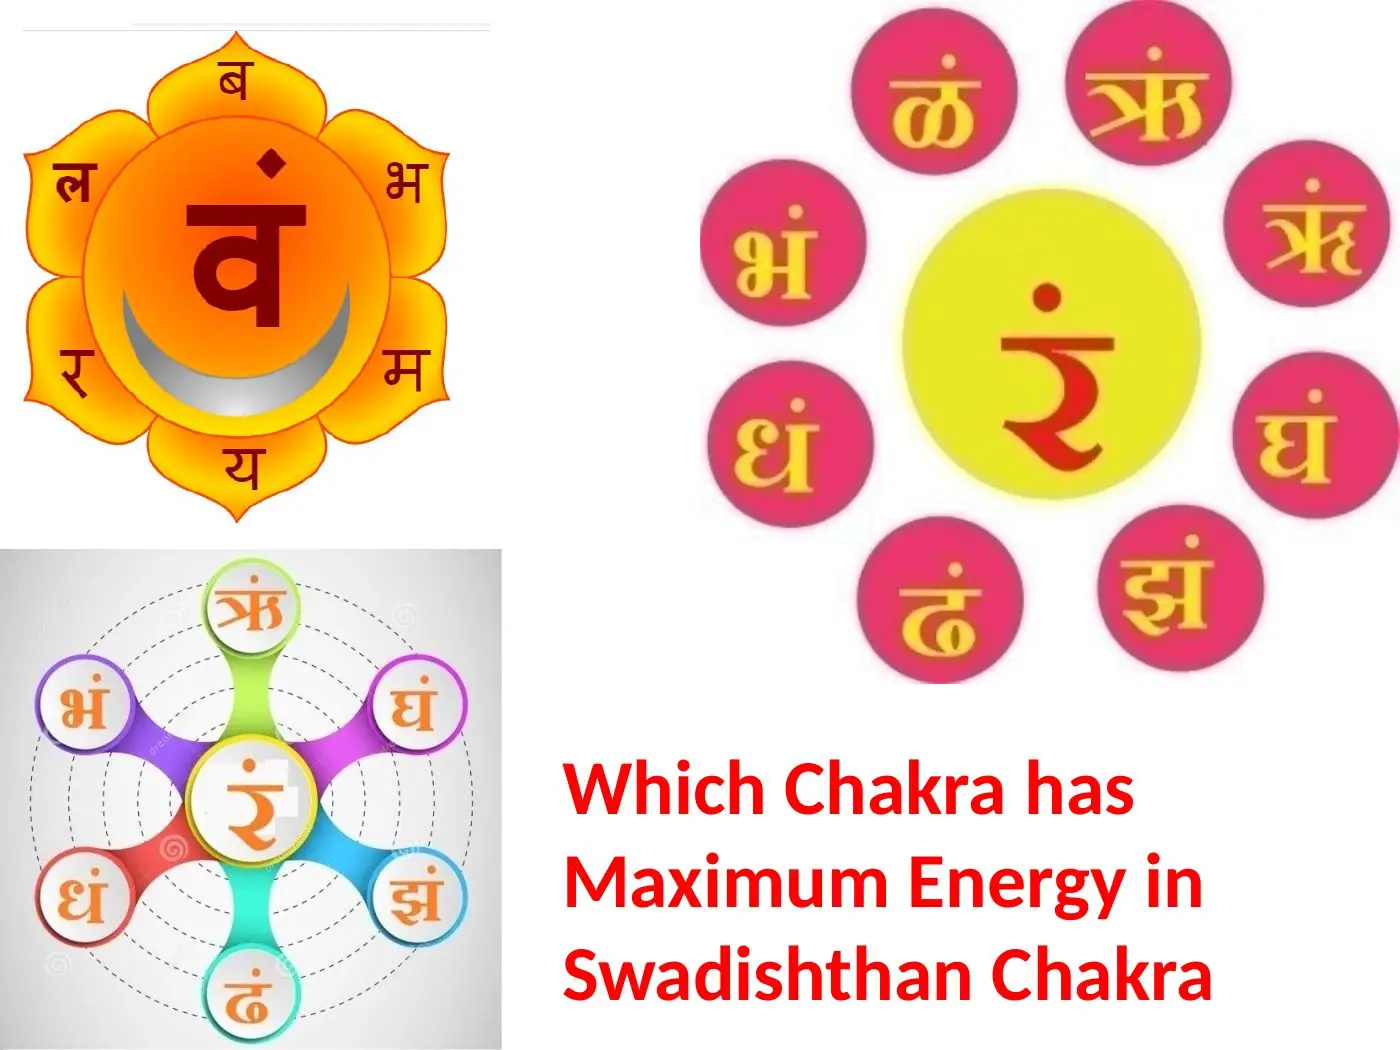 ब
ल
भ
वं
र
म
य
ळं
ऋं
भं
ॠं
रं
धं
घं
ढं
झं
ऋं
भं
घं
रं
धं
झं
ढं
Which Chakra has
Maximum Energy in
Swadishthan Chakra